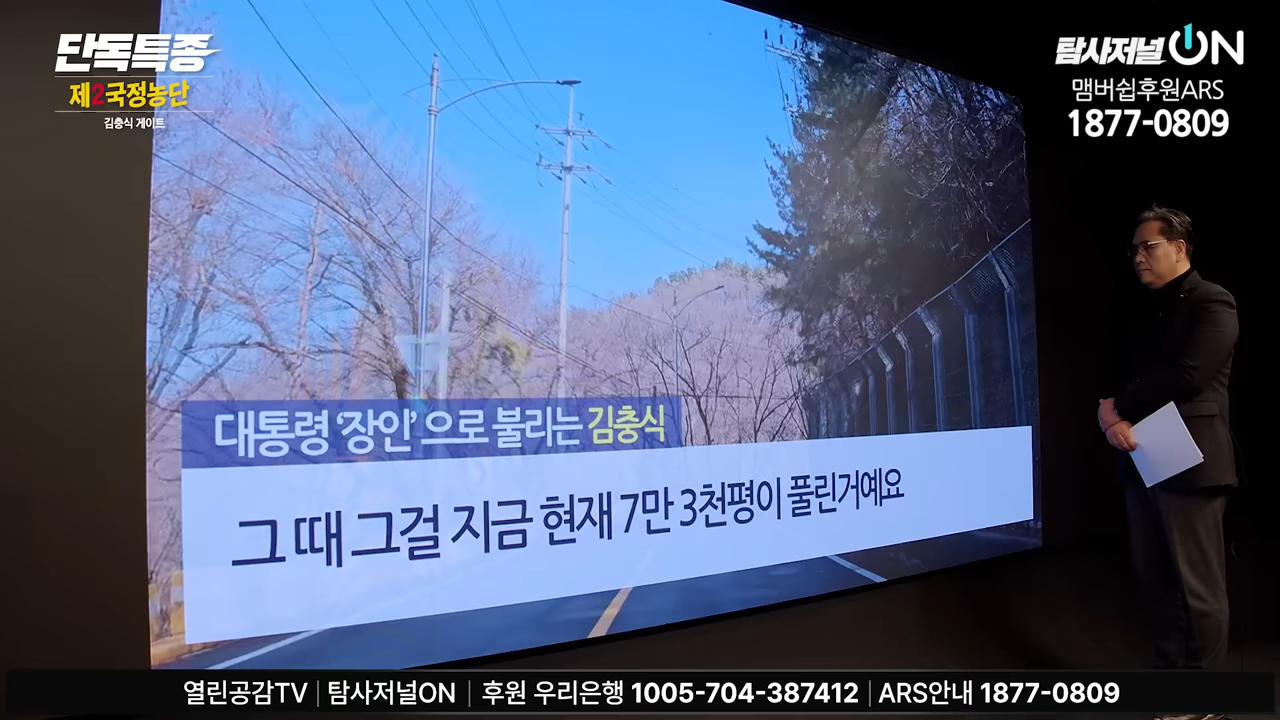 단독특종
제2국정농단
김충식 게이트
탐사저널ON
맴버쉽후원ARS
1877-0809
대통령 '장인'으로 불리는 김충식
그 때 그걸 지금 현재 7만 3천평이 풀린거예요
열린공감TV | 탐사저널ON | 후원 우리은행 1005-704-387412 | ARS안내 1877-0809